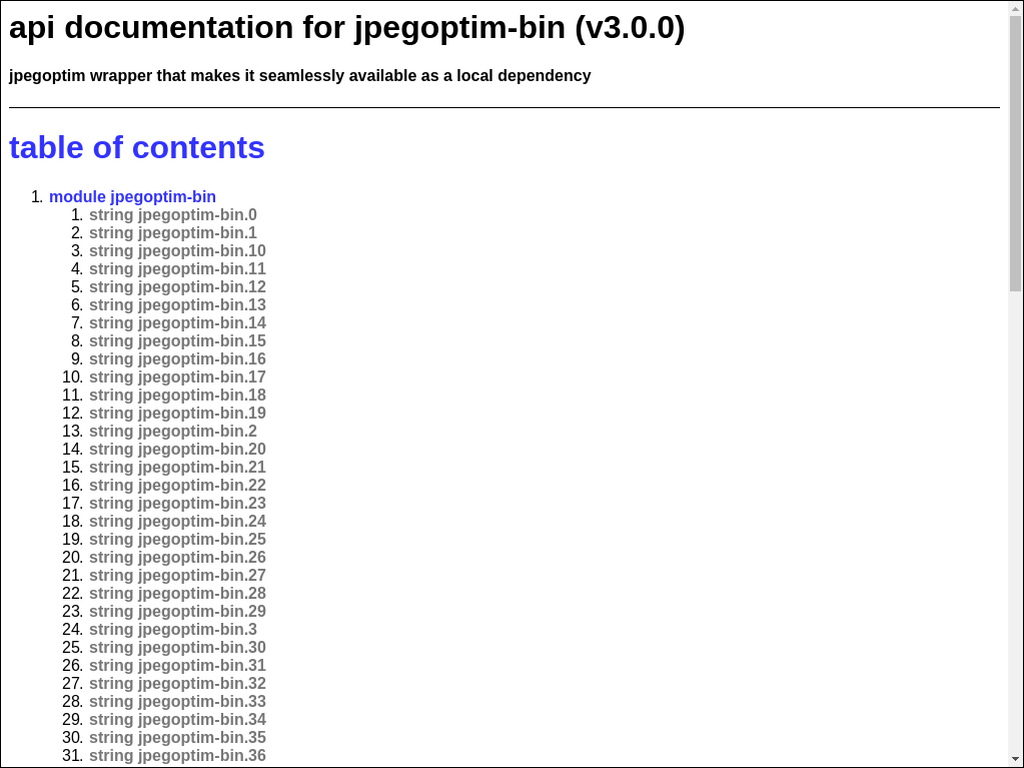 api documentation for jpegoptim-bin (v3.0.0)
jpegoptim wrapper that makes it seamlessly available as a local dependency
table of contents
1. module jpegoptim-bin
1. string jpegoptim-bin.0
2. string jpegoptim-bin.1
3. string jpegoptim-bin.10
4. string jpegoptim-bin.11
5. string jpegoptim-bin.12
6. string jpegoptim-bin.13
7. string jpegoptim-bin.14
8. string jpegoptim-bin.15
9. string jpegoptim-bin.16
10. string jpegoptim-bin.17
11. string jpegoptim-bin.18
12. string jpegoptim-bin.19
13. string jpegoptim-bin.2
14. string jpegoptim-bin.20
15. string jpegoptim-bin.21
16. string jpegoptim-bin.22
17. string jpegoptim-bin.23
18. string jpegoptim-bin.24
19. string jpegoptim-bin.25
20. string jpegoptim-bin.26
21. string jpegoptim-bin.27
22. string jpegoptim-bin.28
23. string jpegoptim-bin.29
24. string jpegoptim-bin.3
25. string jpegoptim-bin.30
26. string jpegoptim-bin.31
27. string jpegoptim-bin.32
28. string jpegoptim-bin.33
29. string jpegoptim-bin.34
30. string jpegoptim-bin.35
31. string jpegoptim-bin.36